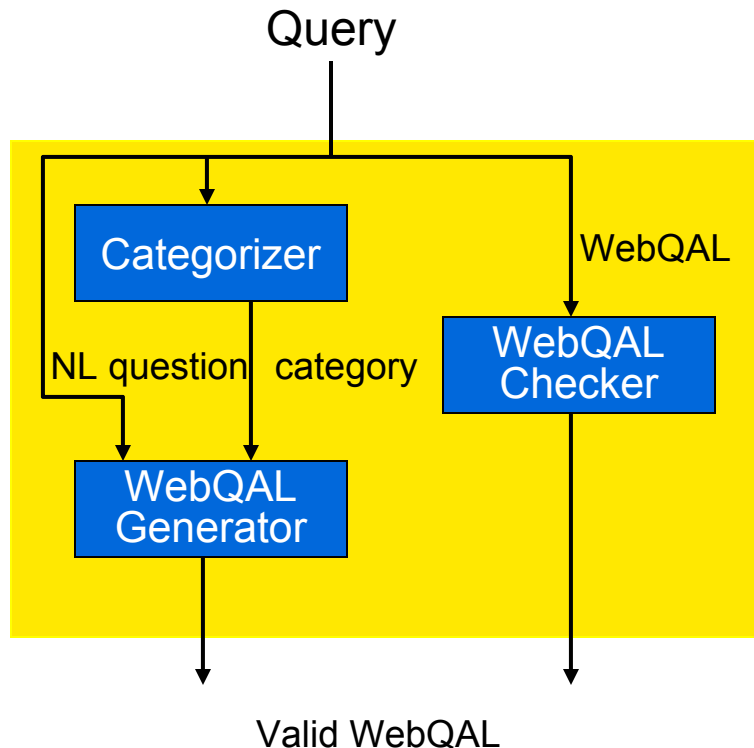 Query
Categorizer
WebQAL
NL question
category
WebQAL
Checker
WebQAL
Generator
Valid WebQAL